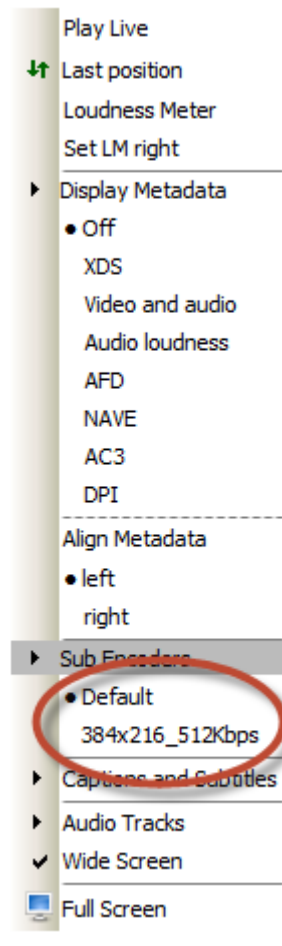 Play Live
Last position
Loudness Meter
Set LM right
Display Metadata
Off
XDS
Video and audio
Audio loudness
AFD
NAVE
AC3
DPI
Align Metadata
left
right
Sub Encoders
Default
384x216_512Kbps
Captions and Subtitles
Audio Tracks
Wide Screen
Full Screen